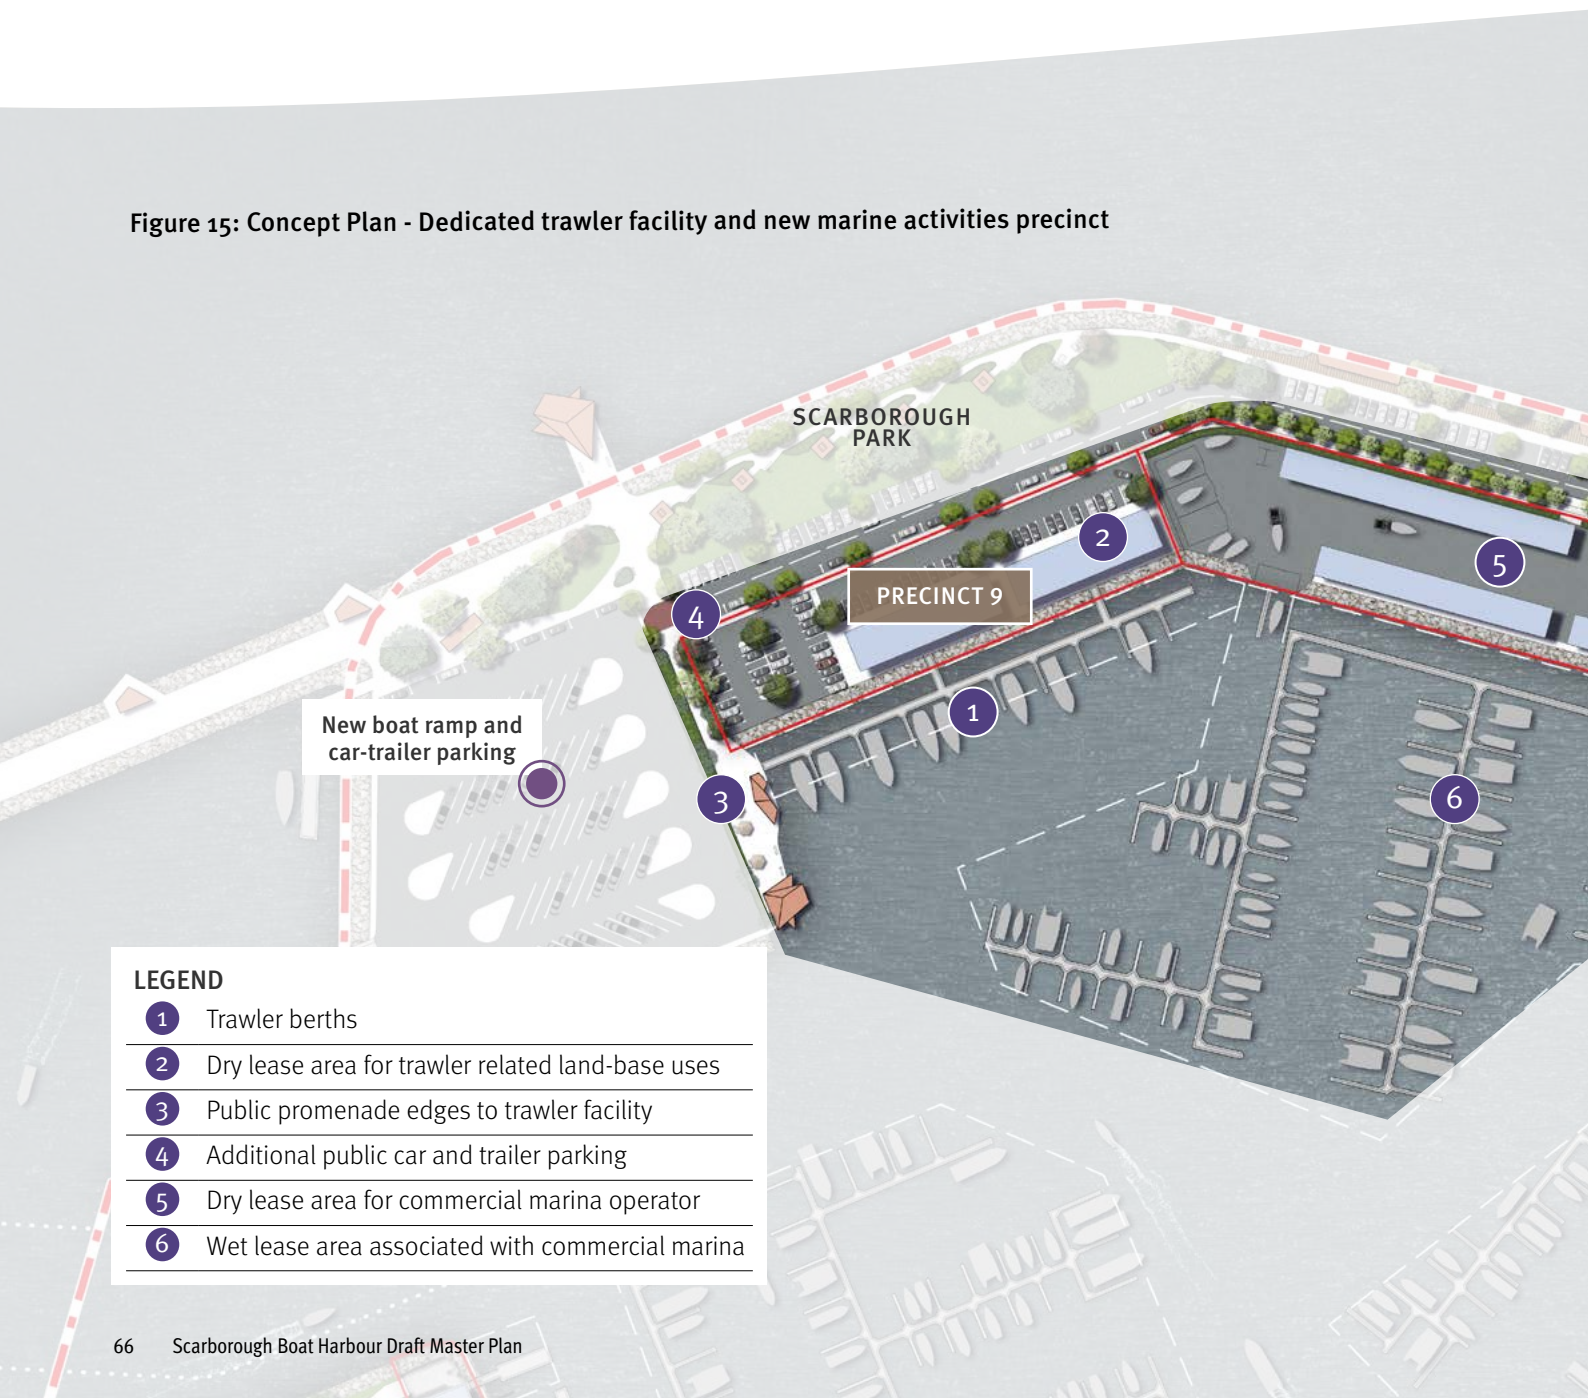 Figure 15: Concept Plan - Dedicated trawler facility and new marine activities precinct
SCARBOROUGH
PARK
2
5
PRECINCT 9
4
1
New boat ramp and
car-trailer parking
3
6
LEGEND
1 Trawler berths
2 Dry lease area for trawler related land-base uses
3 Public promenade edges to trawler facility
4 Additional public car and trailer parking
5 Dry lease area for commercial marina operator
6 Wet lease area associated with commercial marina
66 Scarborough Boat Harbour Draft Master Plan